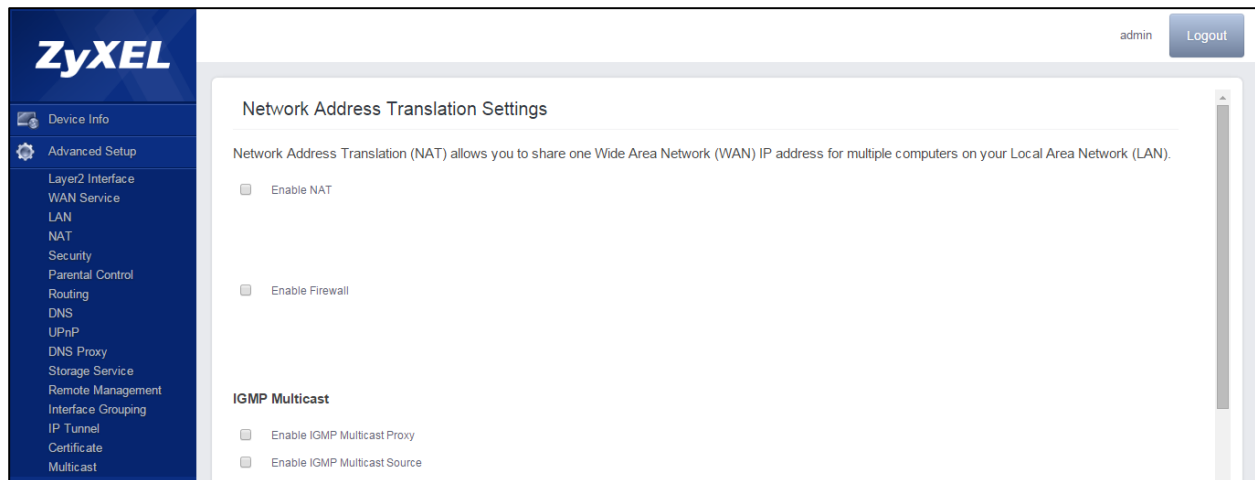 ZyXEL
admin
Logout
Device Info
Advanced Setup
Layer2 Interface
WAN Service
LAN
NAT
Security
Parental Control
Routing
DNS
UPnP
DNS Proxy
Storage Service
Remote Management
Interface Grouping
IP Tunnel
Certificate
Multicast
Network Address Translation Settings
Network Address Translation (NAT) allows you to share one Wide Area Network (WAN) IP address for multiple computers on your Local Area Network (LAN).
Enable NAT
Enable Firewall
IGMP Multicast
Enable IGMP Multicast Proxy
Enable IGMP Multicast Source